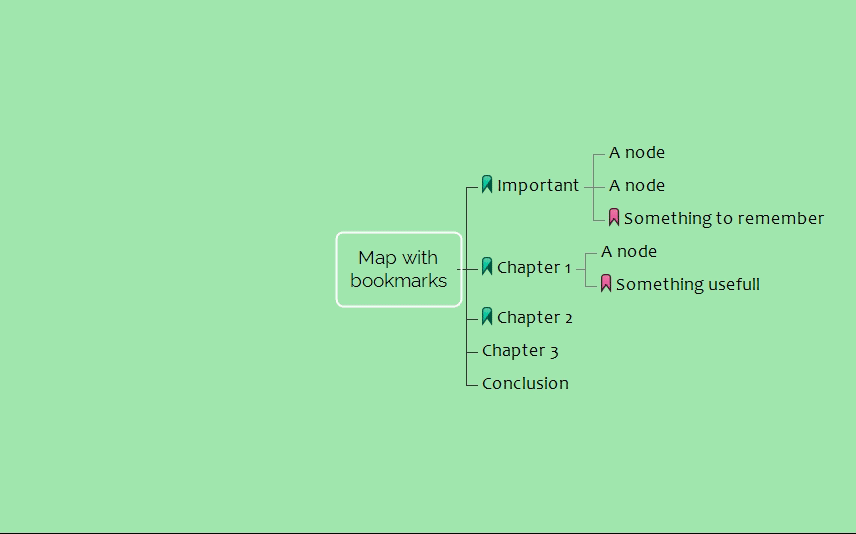 Map with
bookmarks
Important
A node
A node
Something to remember
Chapter 1
A node
Something usefull
Chapter 2
Chapter 3
Conclusion